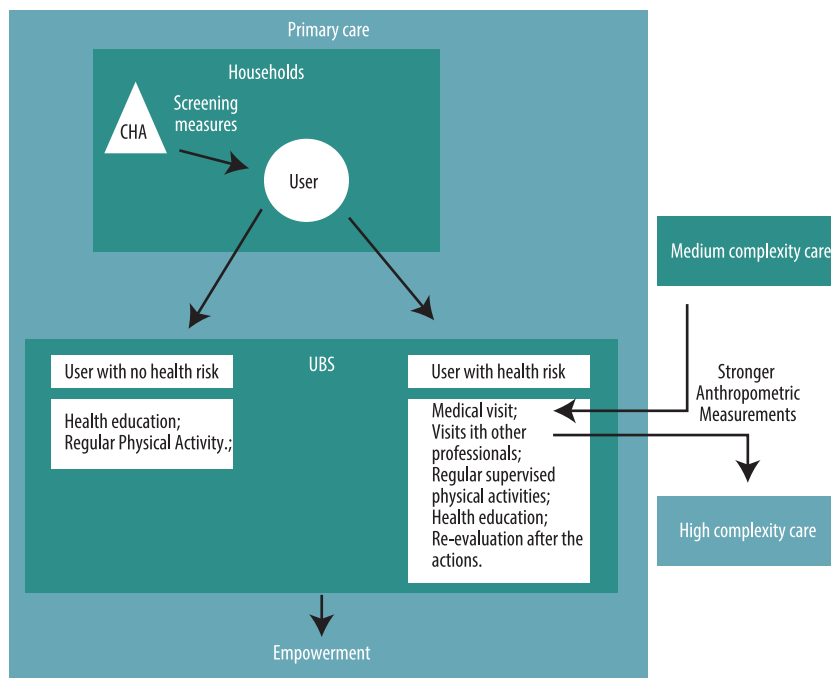 Primary care
Households
CHA
Screening
measures
User
Medium complexity care
UBS
User with no health risk
Health education;
Regular Physical Activity.;
User with health risk
Medical visit;
Visits ith other
professionals;
Regular supervised
physical activities;
Health education;
Re-evaluation after the
actions.
Stronger
Anthropometric
Measurements
High complexity care
Empowerment